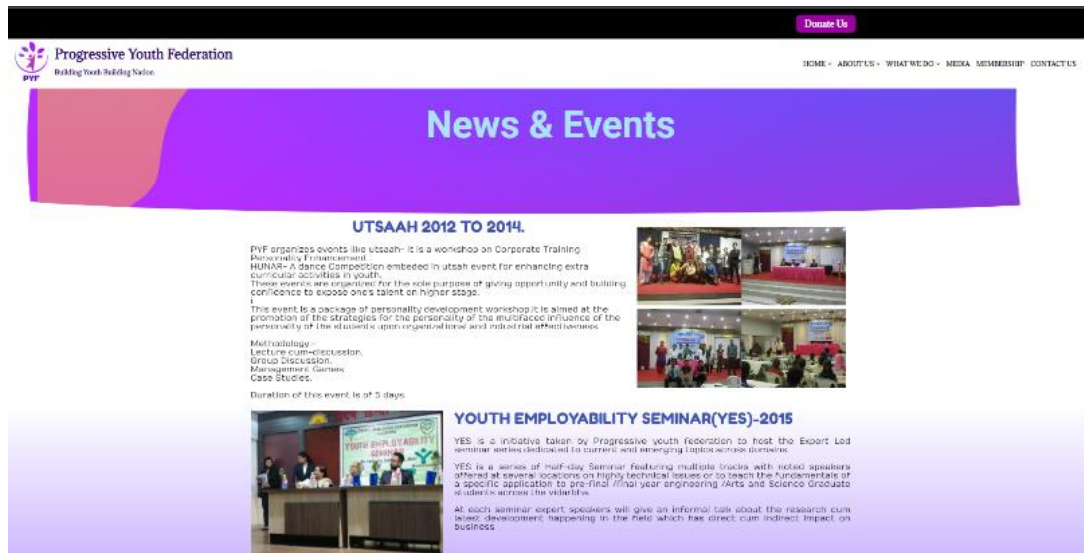 Donate Us
PYF
Progressive Youth Federation
Building Youth Building Nation
HOME ABOUT US WHAT WE DO MEDIA MEMBERSHIP CONTACT US
News & Events
UTSAAH 2012 TO 2014.
PYF organizes events like utsaah- it is a workshop on Corporate Training
Personality Enhancement .
HUNAR- A dance Competition embeded in utsah event for enhancing extra
curricular activities in youth.
These events are organized for the sole purpose of giving opportunity and building
confidence to expose one's talent on higher stage.
i
This event is a package of personality development workshop.it is aimed at the
promotion of the strategies for the personality of the multifaced influence of the
personality of the students upon organizational and industrial effectiveness
Methodology:-
Lecture cum-discussion.
Group Discussion.
Management Games
Case Studies.
Duration of this event is of 5 days.
YOUTH EMPLOYABILITY
SEMINAR
YOUTH EMPLOYABILITY SEMINAR(YES)-2015
YES is a initiative taken by Progressive youth federation to host the Expert Led
seminar series dedicated to current and emerging topics across domains
YES is a series of Half-day Seminar featuring multiple tracks with noted speakers
offered at several locations on highly technical issues or to teach the fundamentals of
a specific application to pre-final /final year engineering /Arts and Science Graduate
students across the vidarbha.
At each seminar expert speakers will give an informal talk about the research cum
latest development happening in the field which has direct cum indirect impact on
business